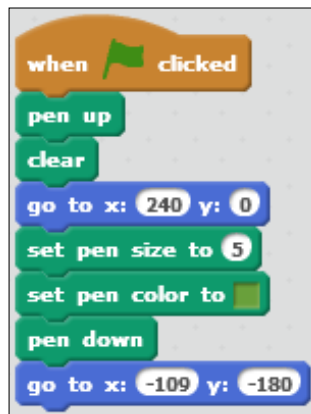 when clicked
pen up
clear
go to x: 240 y: 0
set pen size to 5
set pen color to
pen down
go to x: -109 y: -180